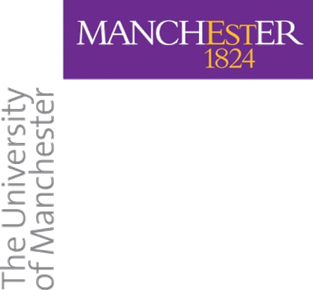 MANCHESTER
1824
The University
of Manchester